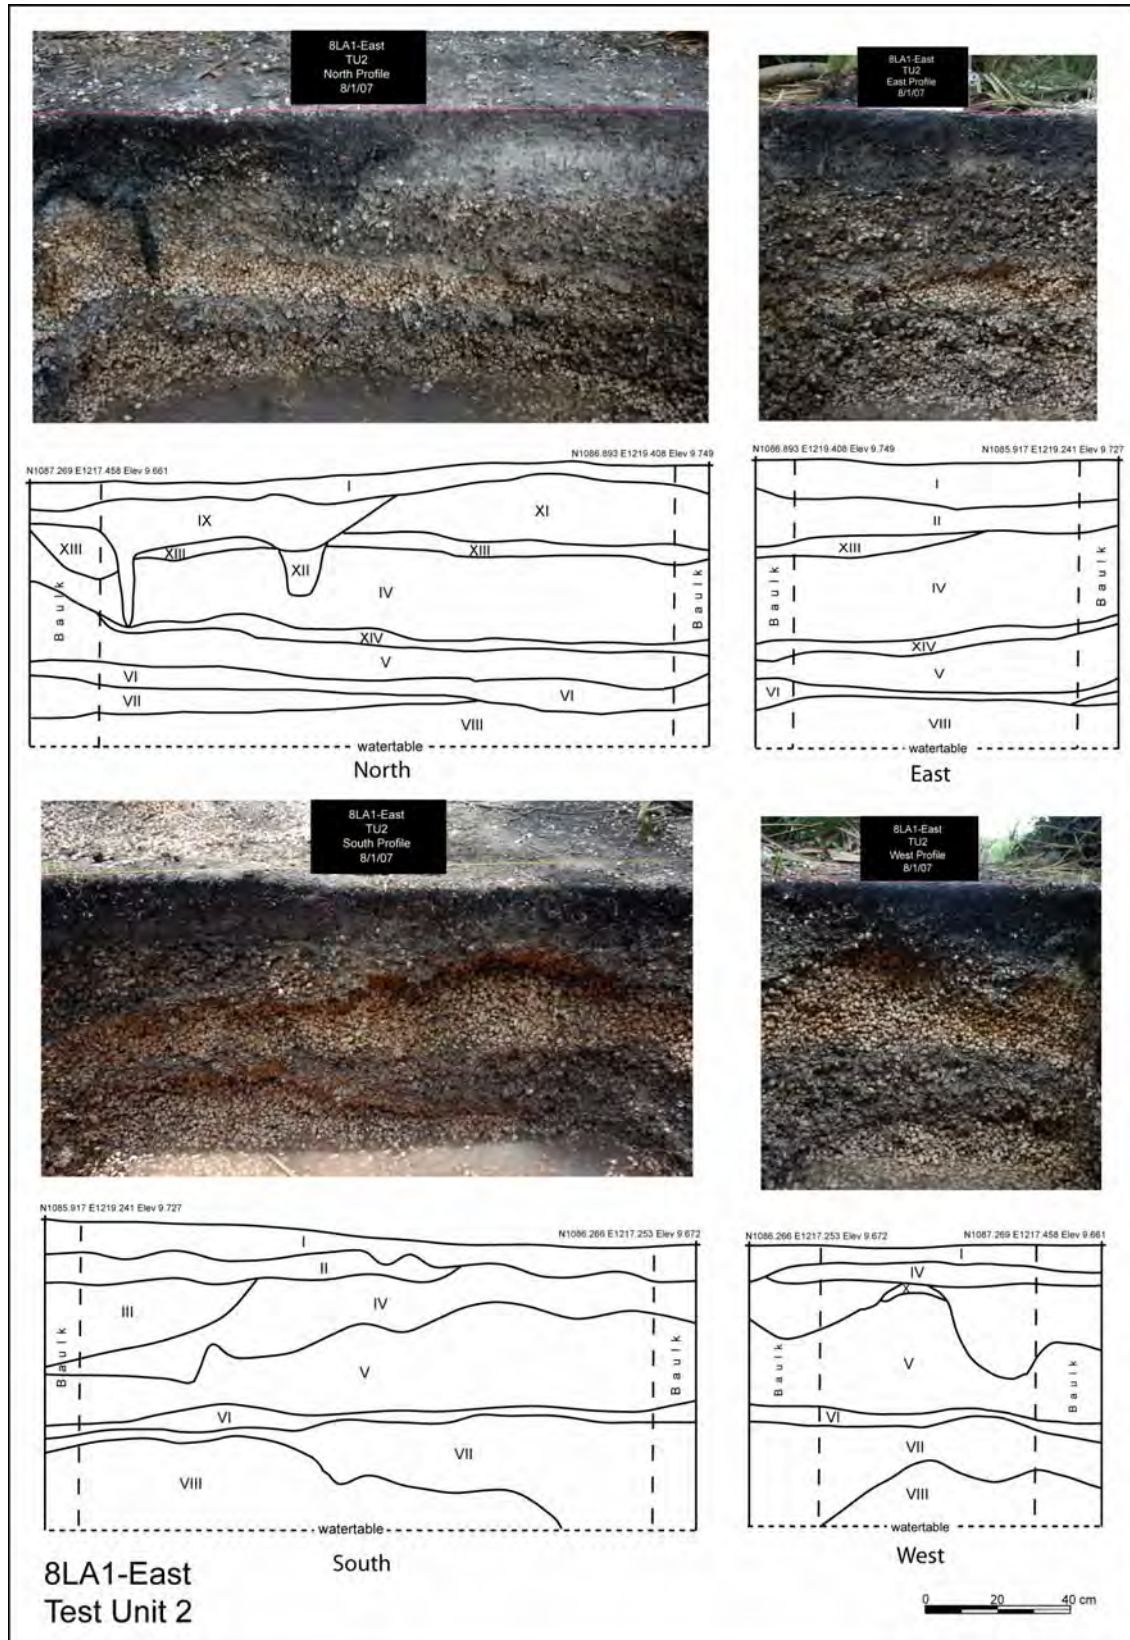 8LA1-East
TU2
North Profile
8/1/07
8LA1-East
TU2
East Profile
8/1/07
N1087.269 E1217.458 Elev 9.661
N1086.893 E1219.408 Elev 9.749
I
IX
XI
XIII
XIII
XIII
XII
IV
XIV
V
VI
VI
VII
VIII
Baulk
Baulk
watertable
North
N1086.893 E1219.408 Elev 9.749
N1085.917 E1219.241 Elev 9.727
I
II
XIII
IV
XIV
V
VI
VIII
Baulk
Baulk
watertable
East
8LA1-East
TU2
South Profile
8/1/07
8LA1-East
TU2
West Profile
8/1/07
N1085.917 E1219.241 Elev 9.727
N1086.266 E1217.253 Elev 9.672
I
II
III
IV
V
VI
VII
VIII
Baulk
Baulk
watertable
South
N1086.266 E1217.253 Elev 9.672
N1087.269 E1217.458 Elev 9.661
I
IV
X
V
VI
VII
VIII
Baulk
Baulk
watertable
West
8LA1-East
Test Unit 2
0 20 40 cm